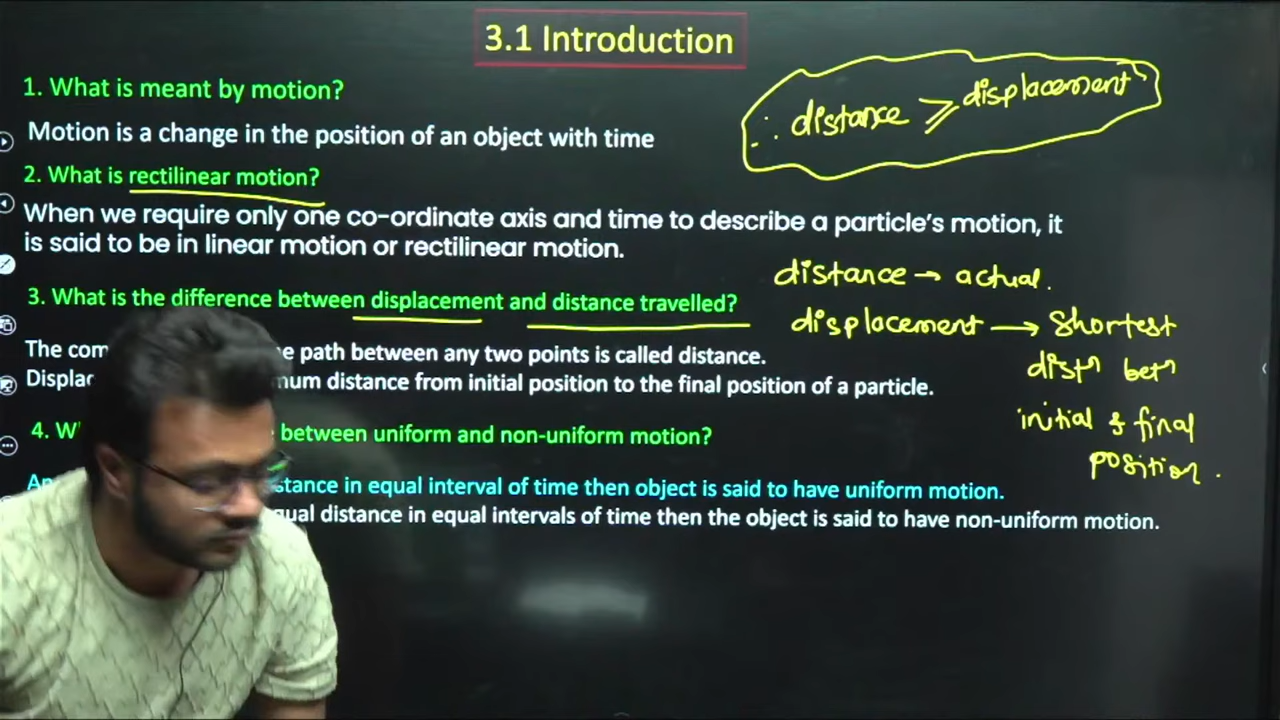 3.1 Introduction
1. What is meant by motion?
∴ distance ⩾ displacement
Motion is a change in the position of an object with time
2. What is rectilinear motion?
When we require only one co-ordinate axis and time to describe a particle's motion, it
is said to be in linear motion or rectilinear motion.
distance → actual.
3. What is the difference between displacement and distance travelled?
displacement → shortest
distn betn
initial & final
position.
The com path between any two points is called distance.
Displac distance from initial position to the final position of a particle.
4. between uniform and non-uniform motion?
An in equal interval of time then object is said to have uniform motion.
distance in equal intervals of time then the object is said to have non-uniform motion.